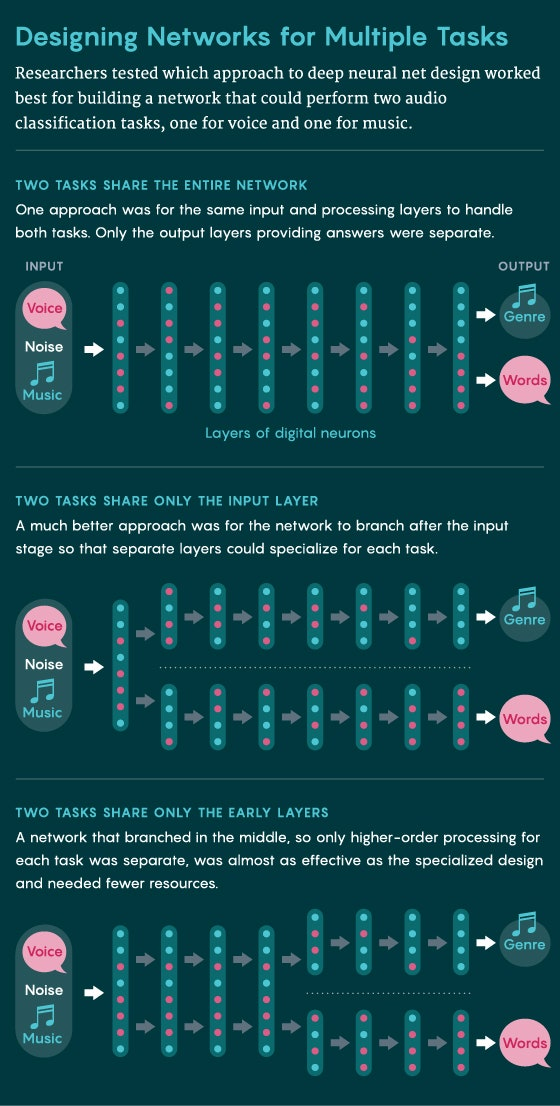 Designing Networks for Multiple Tasks
Researchers tested which approach to deep neural net design worked
best for building a network that could perform two audio
classification tasks, one for voice and one for music.
TWO TASKS SHARE THE ENTIRE NETWORK
One approach was for the same input and processing layers to handle
both tasks. Only the output layers providing answers were separate.
INPUT
OUTPUT
Voice
Noise
Music
Genre
Words
Layers of digital neurons
TWO TASKS SHARE ONLY THE INPUT LAYER
A much better approach was for the network to branch after the input
stage so that separate layers could specialize for each task.
Voice
Noise
Music
Genre
Words
TWO TASKS SHARE ONLY THE EARLY LAYERS
A network that branched in the middle, so only higher-order processing for
each task was separate, was almost as effective as the specialized design
and needed fewer resources.
Voice
Noise
Music
Genre
Words